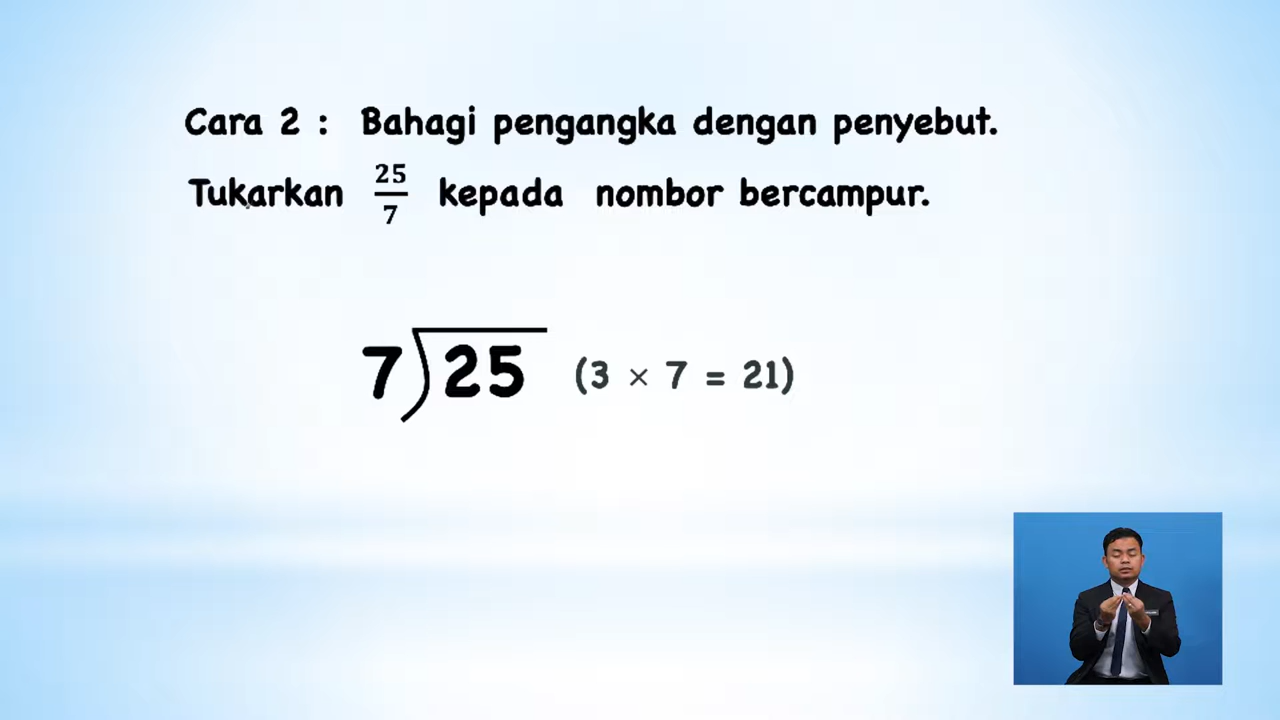 Cara 2 : Bahagi pengangka dengan penyebut.
Tukarkan 25/7 kepada nombor bercampur.
7 25 (3 × 7 = 21)